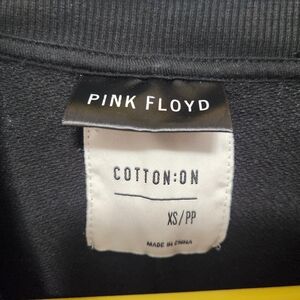 PINK FLOYD
COTTON:ON
XS/PP
MADE IN CHINA